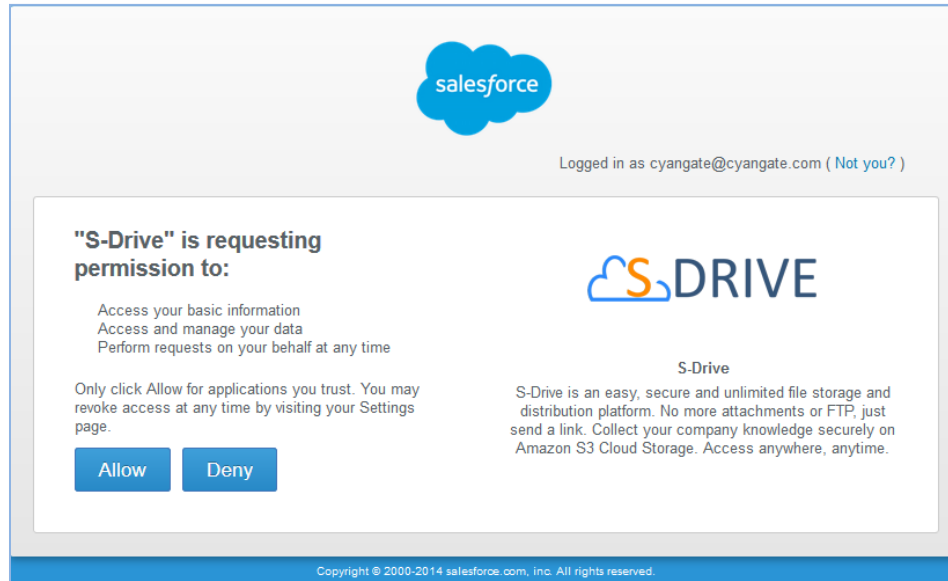 salesforce
Logged in as cyangate@cyangate.com ( Not you? )
"S-Drive" is requesting
permission to:
Access your basic information
Access and manage your data
Perform requests on your behalf at any time
Only click Allow for applications you trust. You may
revoke access at any time by visiting your Settings
page.
Allow
Deny
S DRIVE
S-Drive
S-Drive is an easy, secure and unlimited file storage and
distribution platform. No more attachments or FTP, just
send a link. Collect your company knowledge securely on
Amazon S3 Cloud Storage. Access anywhere, anytime.
Copyright © 2000-2014 salesforce.com, inc. All rights reserved.